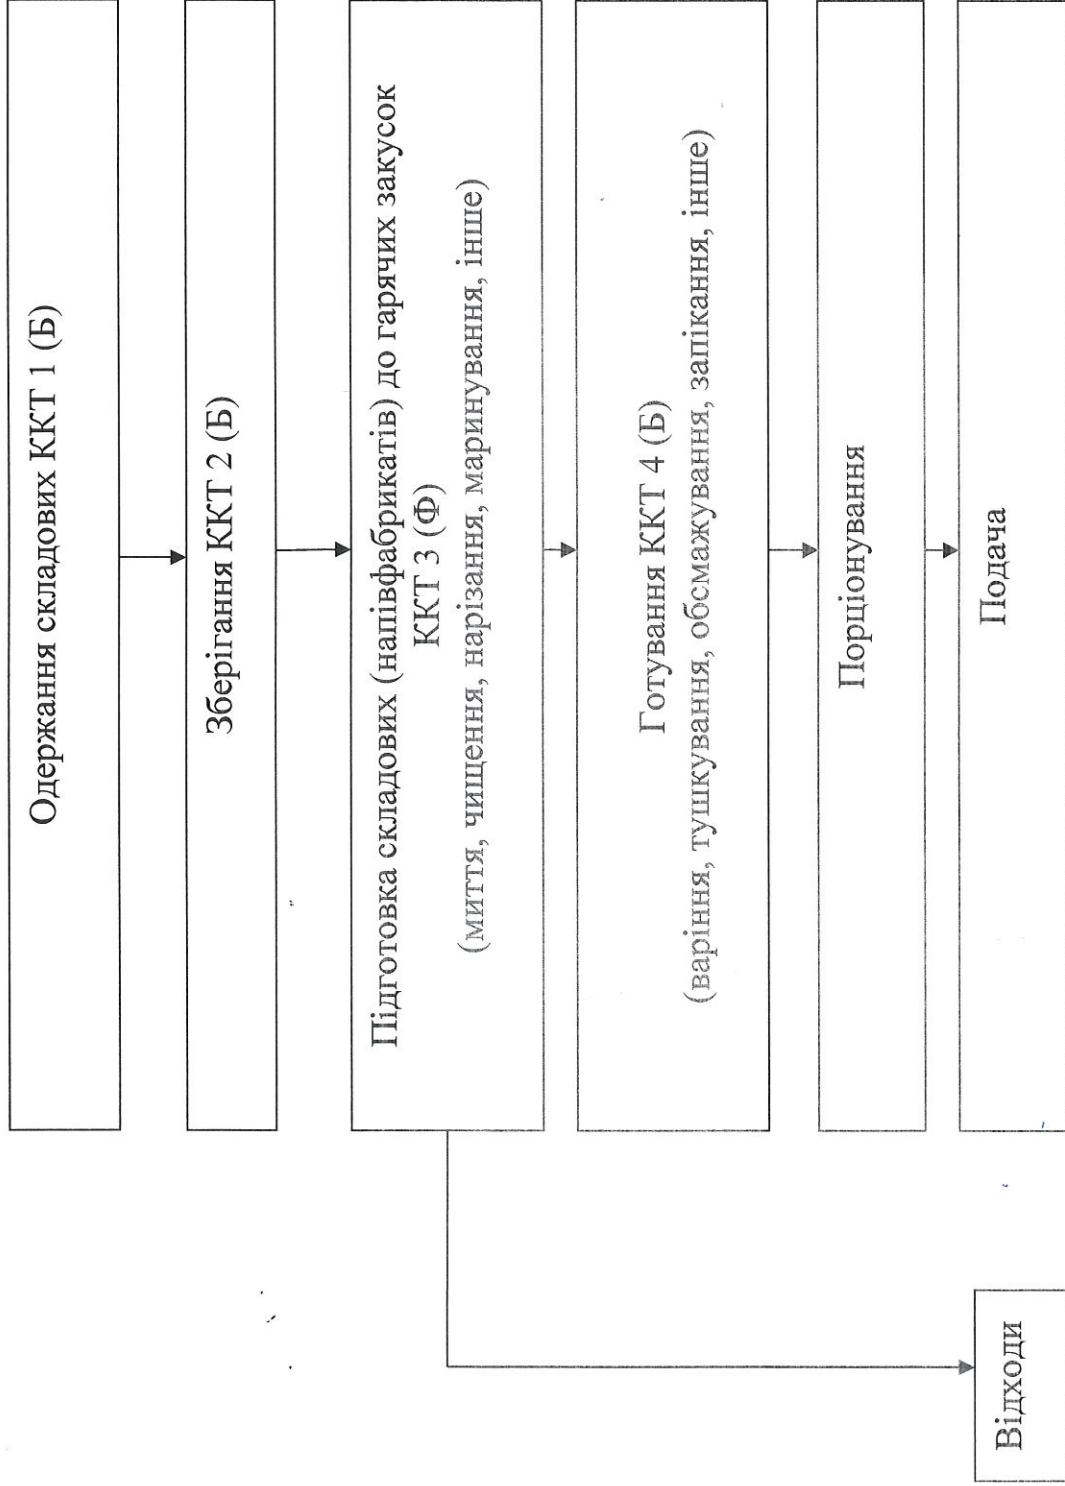 Одержання складових ККТ 1 (Б)
Зберігання ККТ 2 (Б)
Підготовка складових (напівфабрикатів) до гарячих закусок
ККТ 3 (Ф)
(миття, чищення, нарізання, маринування, інше)
Готування ККТ 4 (Б)
(варіння, тушкування, обсмажування, запікання, інше)
Порціонування
Подача
Відходи